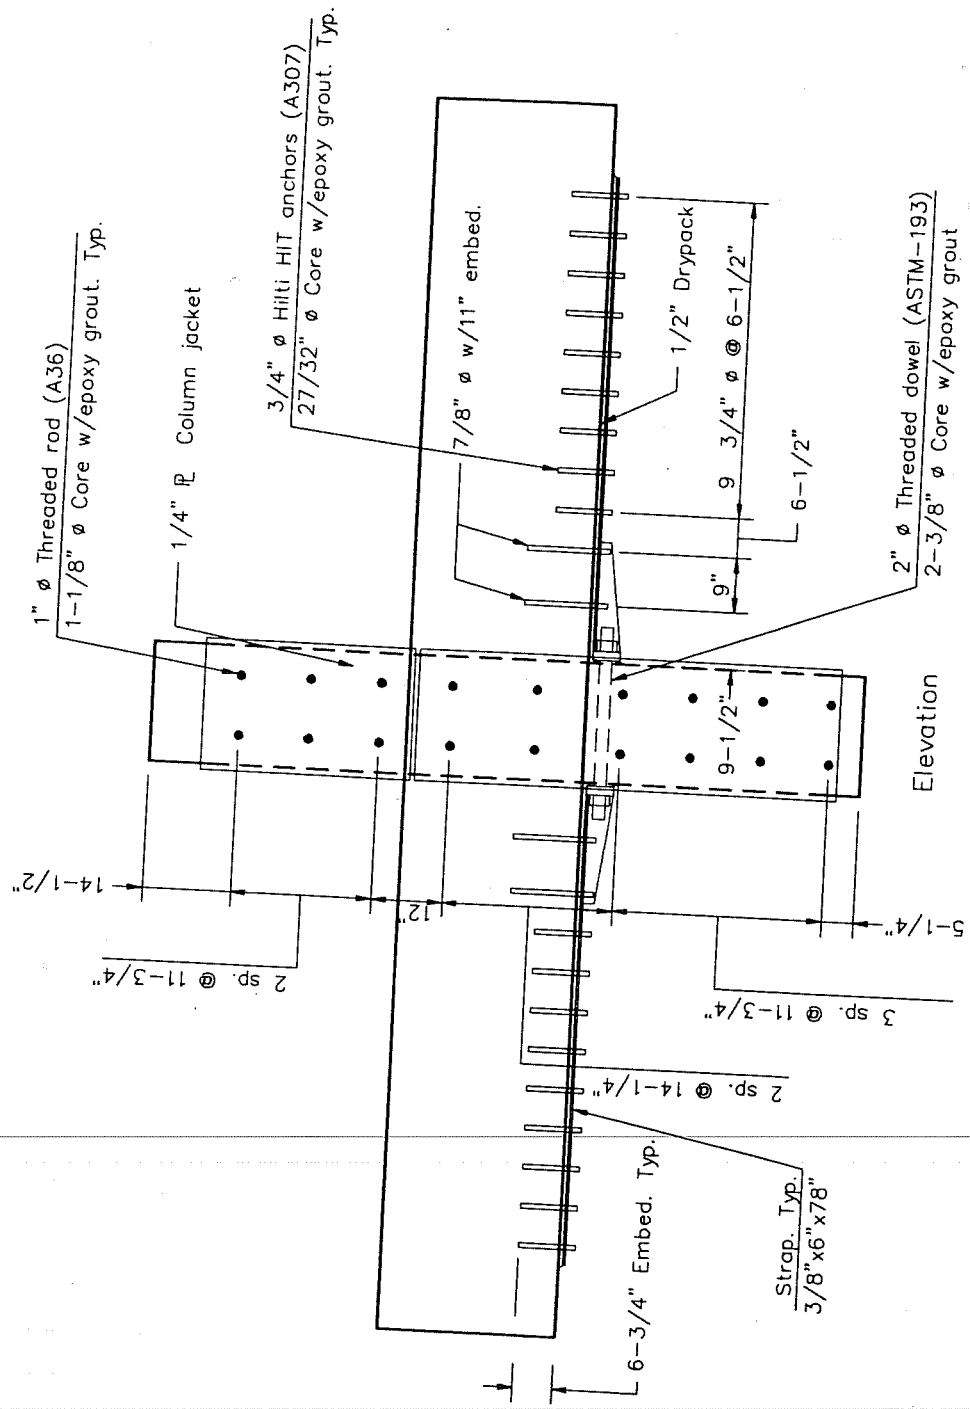 1" ø Threaded rod (A36)
1-1/8" ø Core w/epoxy grout. Typ.
1/4" ℄ Column jacket
3/4" ø Hilti HIT anchors (A307)
27/32" ø Core w/epoxy grout. Typ.
7/8" ø w/11" embed.
1/2" Drypack
9 3/4" ø @ 6-1/2"
6-1/2"
9"
2" ø Threaded dowel (ASTM-193)
2-3/8" ø Core w/epoxy grout
9-1/2"
Elevation
14-1/2"
2 sp. @ 11-3/4"
12"
2 sp. @ 14-1/4"
3 sp. @ 11-3/4"
5-1/4"
6-3/4" Embed. Typ.
Strap. Typ.
3/8"x6"x78"